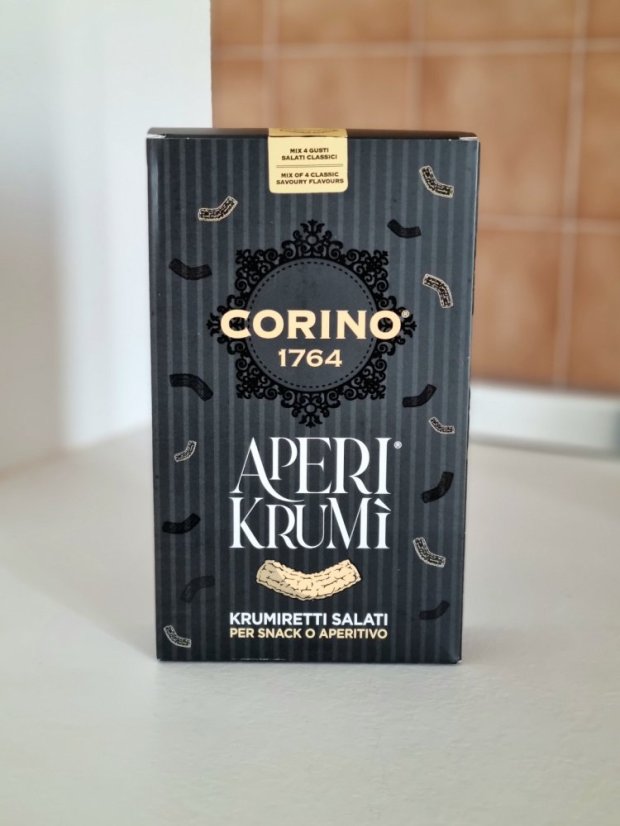 MIX 4 GUSTI
SALATI CLASSICI
MIX OF 4 CLASSIC
SAVOURY FLAVOURS
CORINO®
1764
APERI®
KRUMÌ
KRUMIRETTI SALATI
PER SNACK O APERITIVO